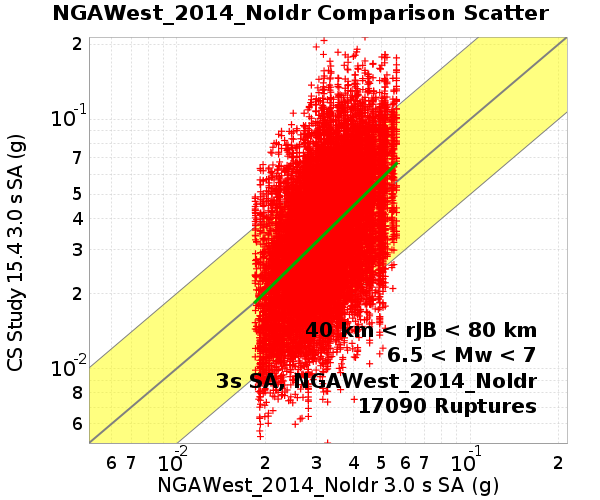 NGAWest_2014_NoIdr Comparison Scatter
CS Study 15.4 3.0 s SA (g)
2
10-1
7
5
4
3
2
10-2
8
6
40 km < rJB < 80 km
6.5 < Mw < 7
3s SA, NGAWest_2014_NoIdr
17090 Ruptures
6 7 10-2 2 3 4 5 6 7 10-1 2
NGAWest_2014_NoIdr 3.0 s SA (g)